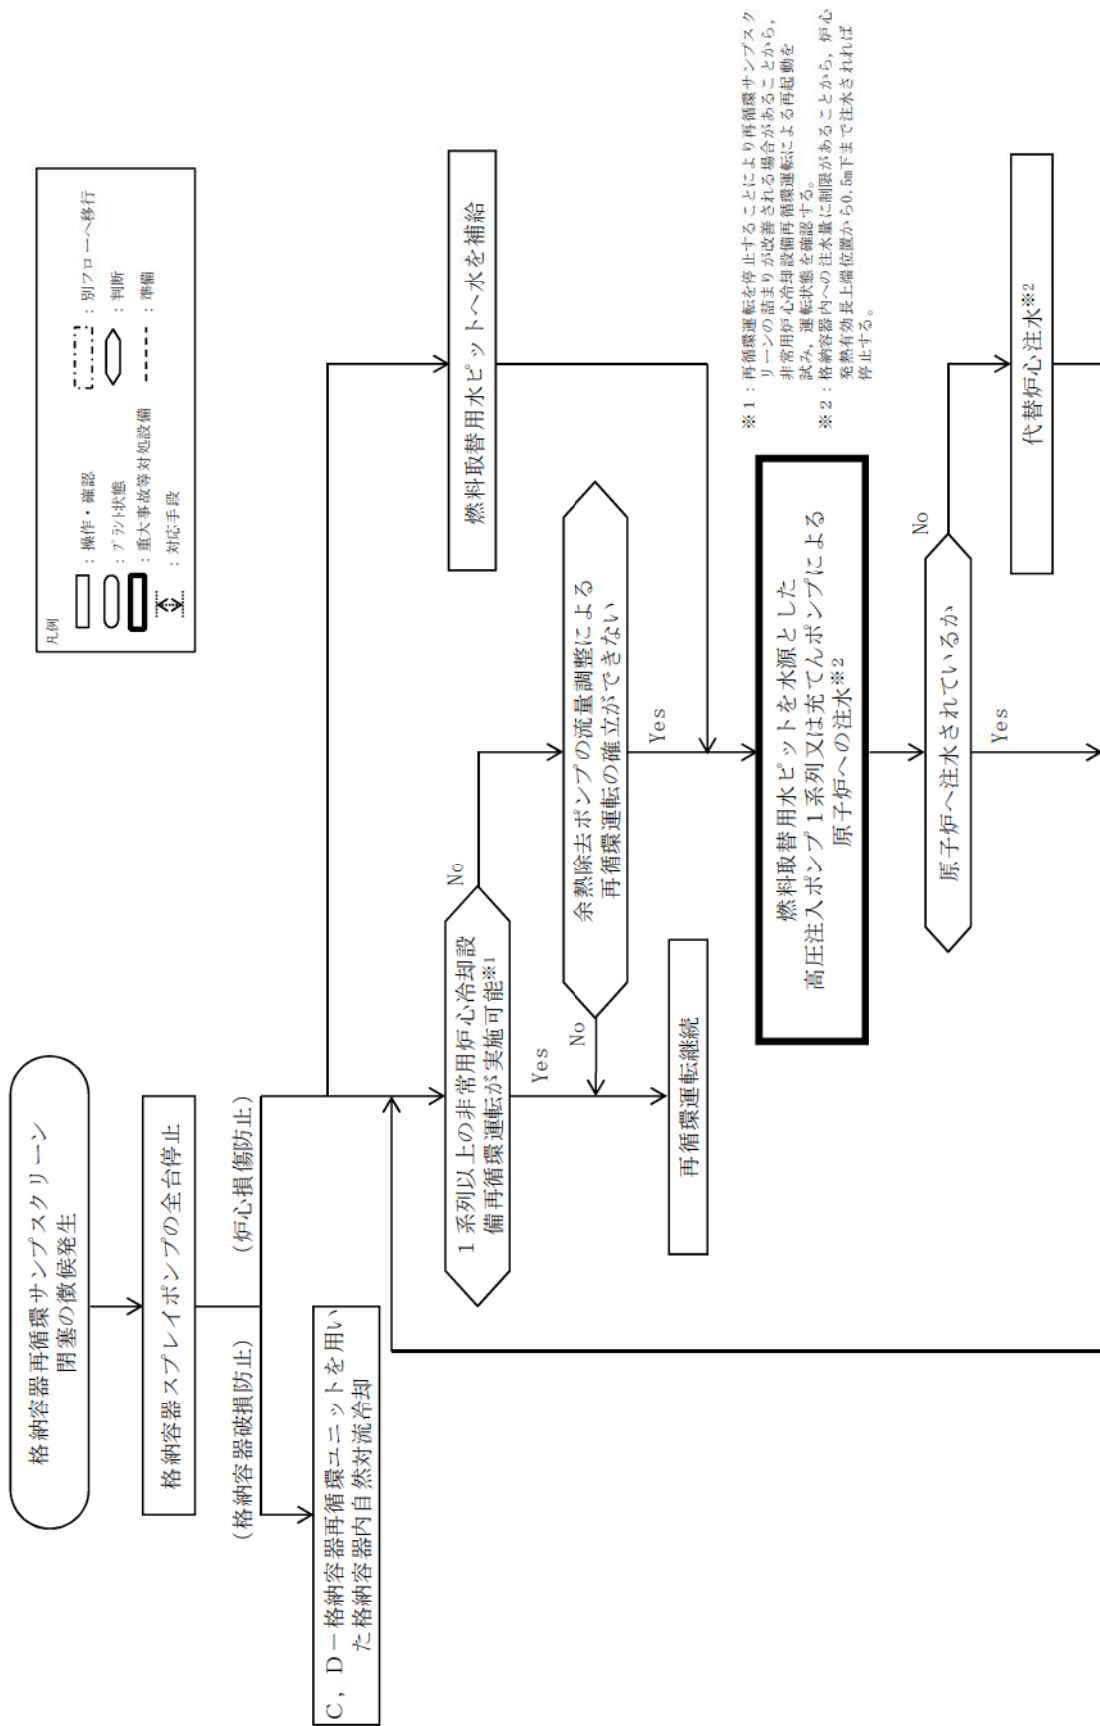 格納容器再循環サンプスクリーン
閉塞の徴候発生
格納容器スプレイポンプの全台停止
(格納容器破損防止)
(炉心損傷防止)
C，D－格納容器再循環ユニットを用い
た格納容器内自然対流冷却
1系列以上の非常用炉心冷却設
備再循環運転が実施可能※1
No
Yes
余熱除去ポンプの流量調整による
再循環運転の確立ができない
No
Yes
再循環運転継続
燃料取替用水ピットへ水を補給
燃料取替用水ピットを水源とした
高圧注入ポンプ1系列又は充てんポンプによる
原子炉への注水※2
原子炉へ注水されているか
No
Yes
代替炉心注水※2
凡例
：操作・確認
：プラント状態
：重大事故等対処設備
：対応手段
：別フローへ移行
：判断
：準備
※1：再循環運転を停止することにより再循環サンプスク
リーンの詰まりが改善される場合があることから，
非常用炉心冷却設備再循環運転による再起動を
試み，運転状態を確認する。
※2：格納容器内への注水量に制限があることから，炉心
発熱有効長上端位置から0.5m下まで注水されれば
停止する。